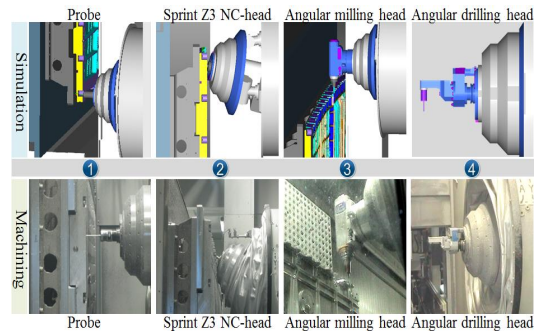 Probe
Sprint Z3 NC-head
Angular milling head
Angular drilling head
Simulation
1
2
3
4
Machining
Probe
Sprint Z3 NC-head
Angular milling head
Angular drilling head